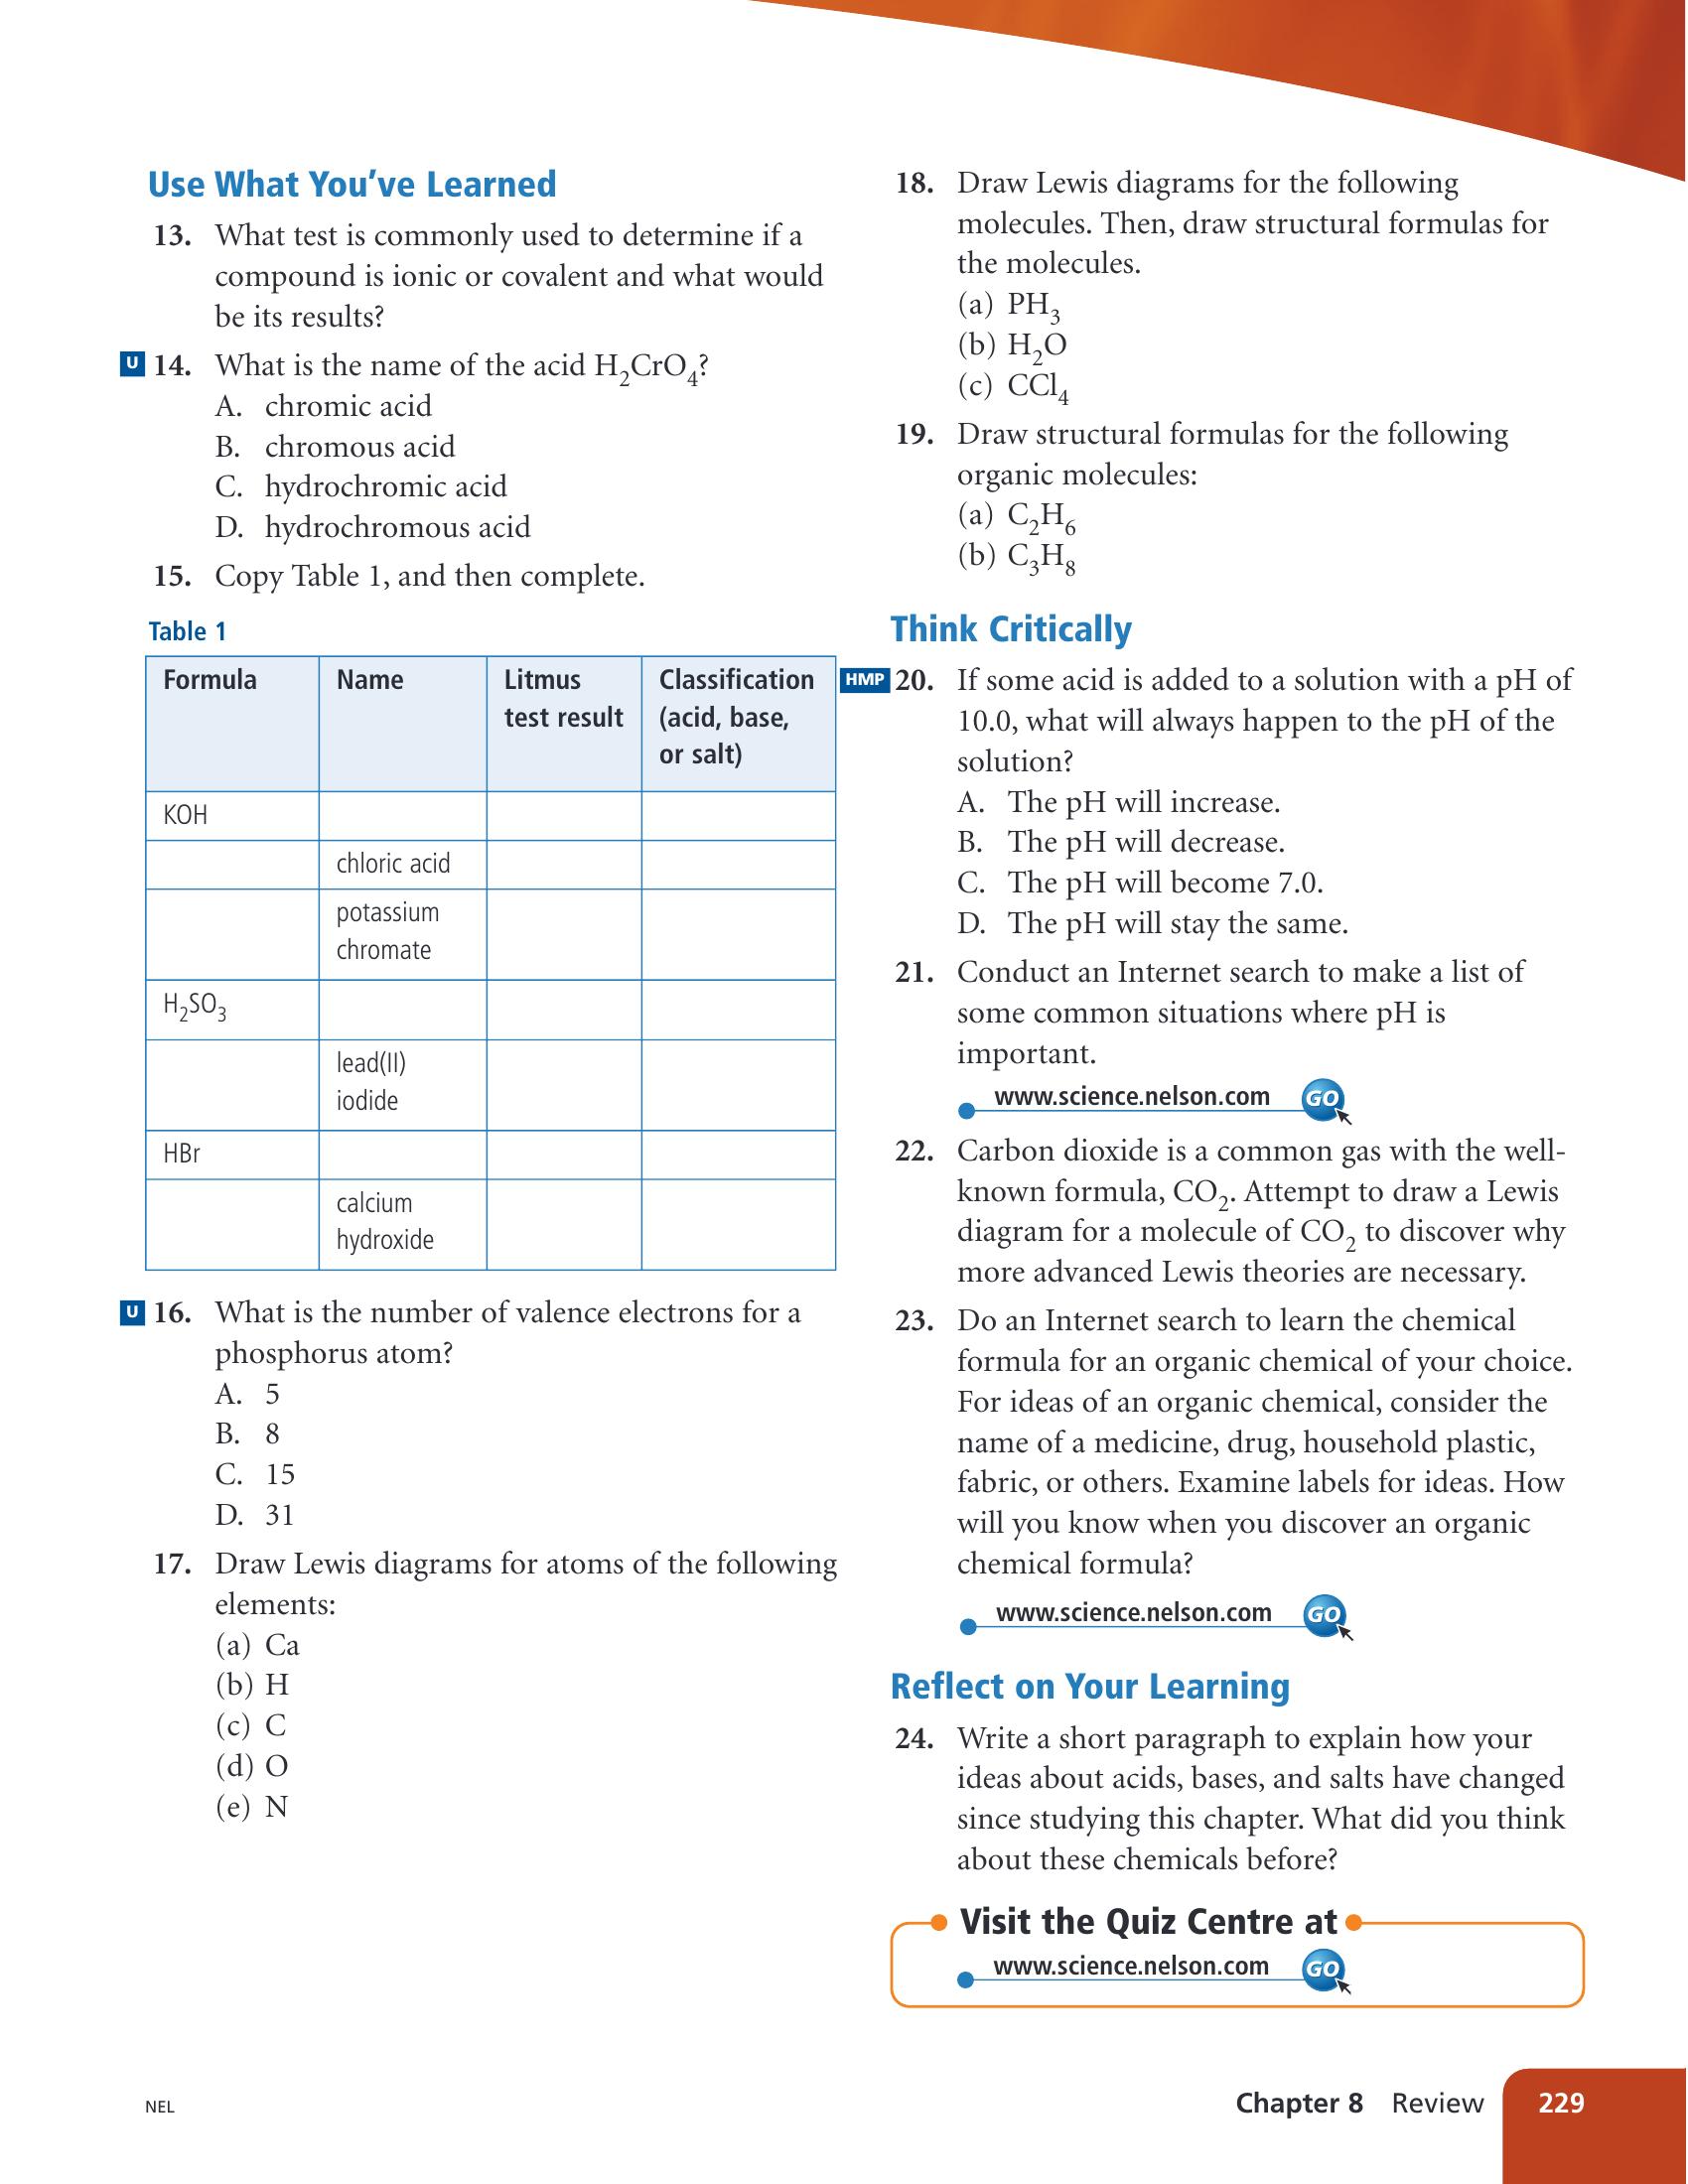 Use What You've Learned
13. What test is commonly used to determine if a
compound is ionic or covalent and what would
be its results?
U 14. What is the name of the acid H₂CrO₄?
A. chromic acid
B. chromous acid
C. hydrochromic acid
D. hydrochromous acid
15. Copy Table 1, and then complete.
Table 1
Formula Name Litmus test result Classification (acid, base, or salt)
KOH
chloric acid
potassium
chromate
H₂SO₃
lead(II)
iodide
HBr
calcium
hydroxide
U 16. What is the number of valence electrons for a
phosphorus atom?
A. 5
B. 8
C. 15
D. 31
17. Draw Lewis diagrams for atoms of the following
elements:
(a) Ca
(b) H
(c) C
(d) O
(e) N
18. Draw Lewis diagrams for the following
molecules. Then, draw structural formulas for
the molecules.
(a) PH₃
(b) H₂O
(c) CCl₄
19. Draw structural formulas for the following
organic molecules:
(a) C₂H₆
(b) C₃H₈
Think Critically
HMP 20. If some acid is added to a solution with a pH of
10.0, what will always happen to the pH of the
solution?
A. The pH will increase.
B. The pH will decrease.
C. The pH will become 7.0.
D. The pH will stay the same.
21. Conduct an Internet search to make a list of
some common situations where pH is
important.
www.science.nelson.com GO
22. Carbon dioxide is a common gas with the well-
known formula, CO₂. Attempt to draw a Lewis
diagram for a molecule of CO₂ to discover why
more advanced Lewis theories are necessary.
23. Do an Internet search to learn the chemical
formula for an organic chemical of your choice.
For ideas of an organic chemical, consider the
name of a medicine, drug, household plastic,
fabric, or others. Examine labels for ideas. How
will you know when you discover an organic
chemical formula?
www.science.nelson.com GO
Reflect on Your Learning
24. Write a short paragraph to explain how your
ideas about acids, bases, and salts have changed
since studying this chapter. What did you think
about these chemicals before?
Visit the Quiz Centre at
www.science.nelson.com GO
NEL
Chapter 8 Review 229